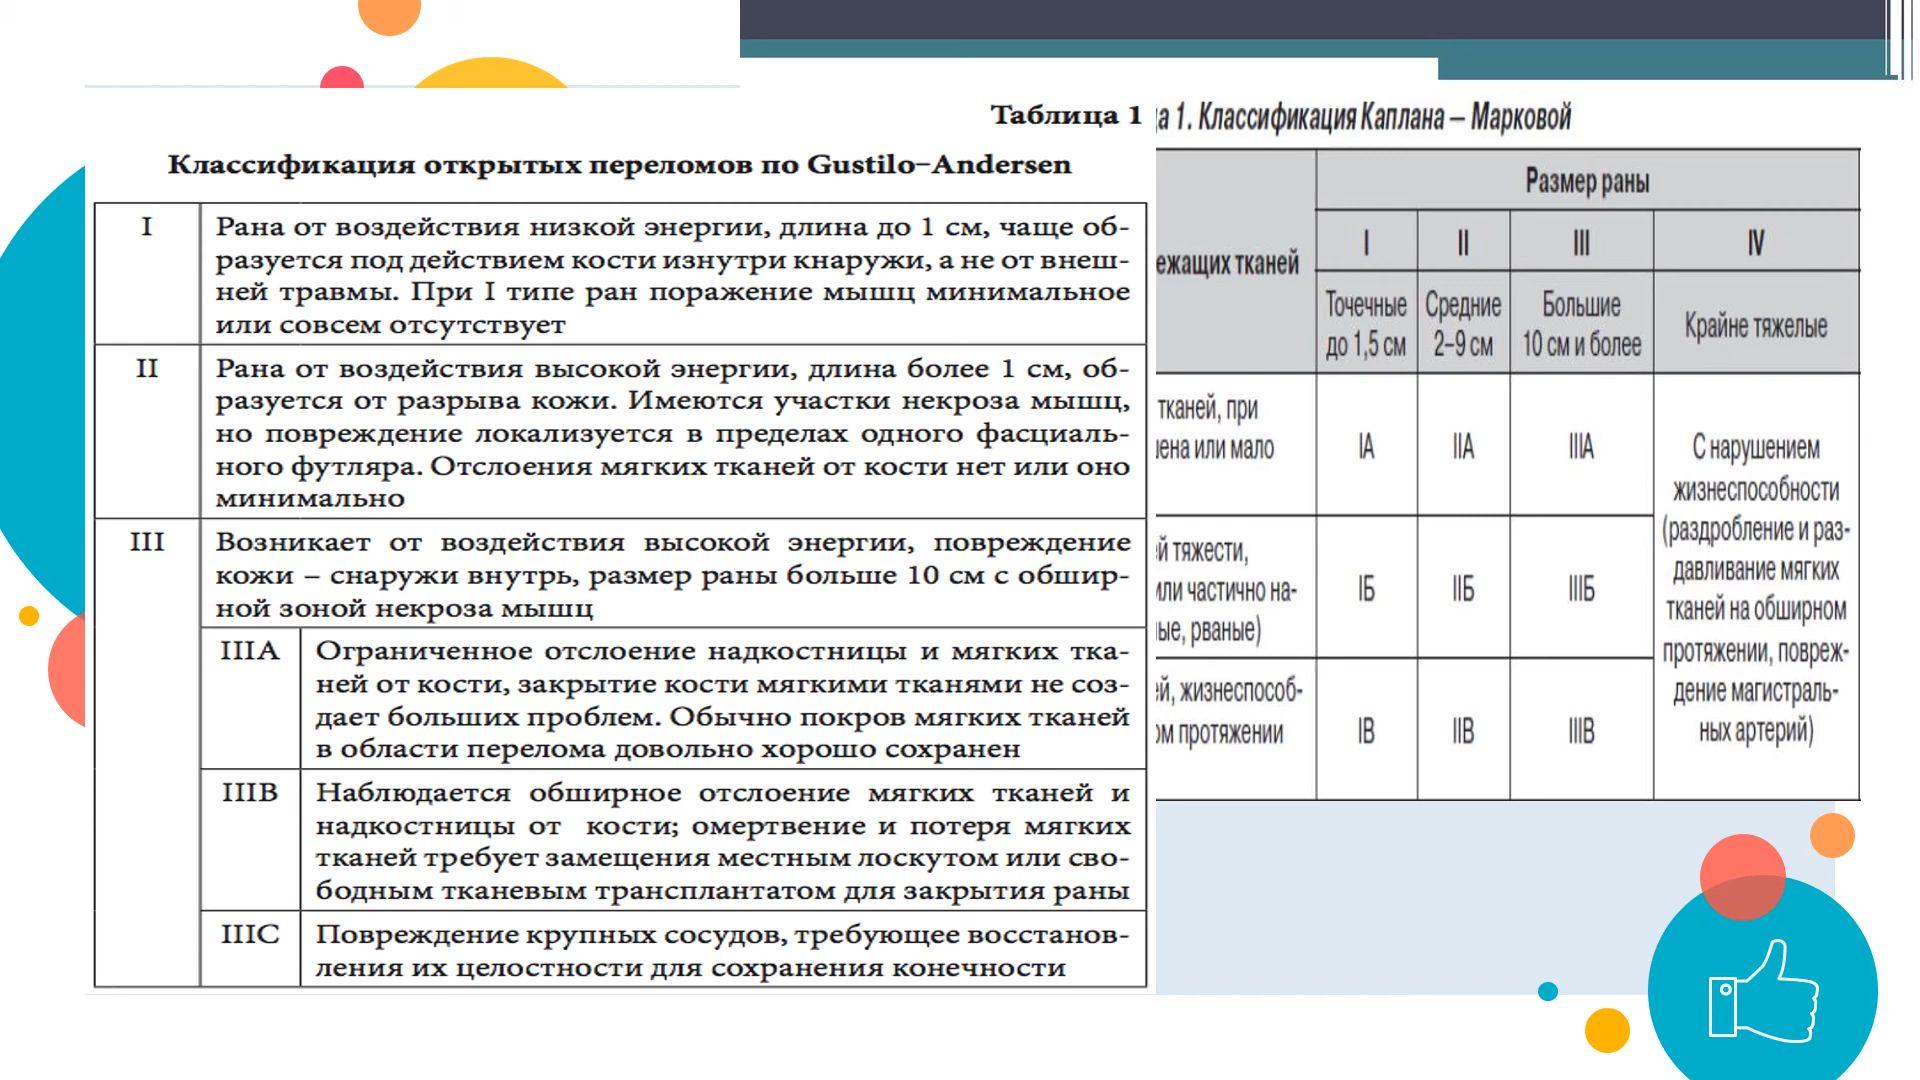 Таблица 1
Классификация открытых переломов по Gustilo–Andersen
I
Рана от воздействия низкой энергии, длина до 1 см, чаще об-
разуется под действием кости изнутри кнаружи, а не от внеш-
ней травмы. При I типе ран поражение мышц минимальное
или совсем отсутствует
II
Рана от воздействия высокой энергии, длина более 1 см, об-
разуется от разрыва кожи. Имеются участки некроза мышц,
но повреждение локализуется в пределах одного фасциаль-
ного футляра. Отслоения мягких тканей от кости нет или оно
минимально
III
Возникает от воздействия высокой энергии, повреждение
кожи – снаружи внутрь, размер раны больше 10 см с обшир-
ной зоной некроза мышц
IIIA
Ограниченное отслоение надкостницы и мягких тка-
ней от кости, закрытие кости мягкими тканями не соз-
дает больших проблем. Обычно покров мягких тканей
в области перелома довольно хорошо сохранен
IIIB
Наблюдается обширное отслоение мягких тканей и
надкостницы от кости; омертвение и потеря мягких
тканей требует замещения местным лоскутом или сво-
бодным тканевым трансплантатом для закрытия раны
IIIC
Повреждение крупных сосудов, требующее восстанов-
ления их целостности для сохранения конечности
а 1. Классификация Каплана – Марковой
ежащих тканей
Размер раны
I II III IV
Точечные
до 1,5 см
Средние
2–9 см
Большие
10 см и более
Крайне тяжелые
тканей, при
ена или мало
IА IIА IIIА
й тяжести,
или частично на-
ые, рваные)
IБ IIБ IIIБ
ей, жизнеспособ-
ом протяжении
IВ IIВ IIIВ
С нарушением
жизнеспособности
(раздробление и раз-
давливание мягких
тканей на обширном
протяжении, повреж-
дение магистраль-
ных артерий)